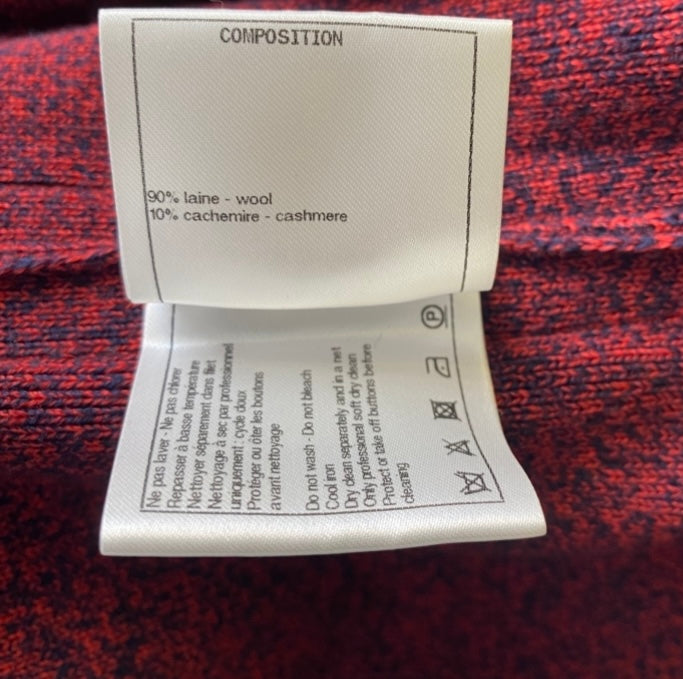 COMPOSITION
90% laine - wool
10% cachemire - cashmere
Ne pas laver - Ne pas chlorer
Repasser à basse température
Nettoyer séparement dans filet
Nettoyage à sec par professionnel
uniquement : cycle doux
Protéger ou ôter les boutons
avant nettoyage
Do not wash - Do not bleach
Cool iron
Dry clean separately and in a net
Only professional soft dry clean
Protect or take off buttons before
cleaning
P